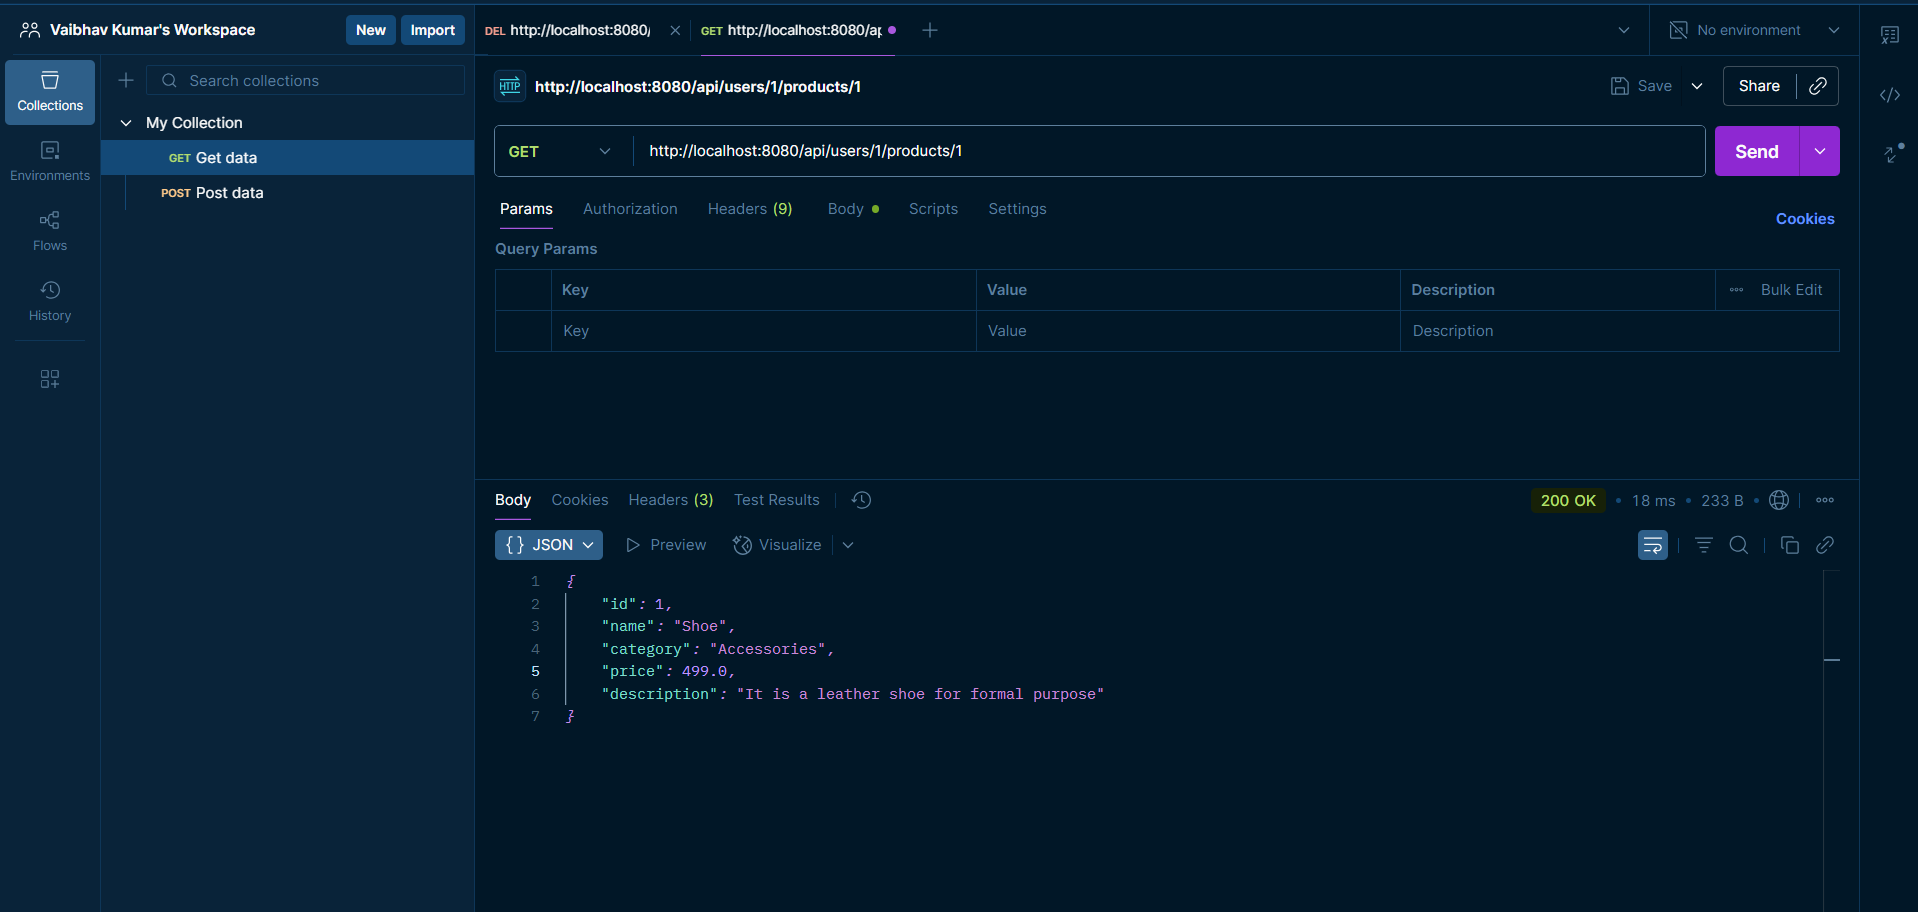 Vaibhav Kumar's Workspace
New
Import
DEL http://localhost:8080/
GET http://localhost:8080/ap
No environment
Collections
Environments
Flows
History
Search collections
My Collection
GET Get data
POST Post data
HTTP http://localhost:8080/api/users/1/products/1
Save
Share
GET http://localhost:8080/api/users/1/products/1
Send
Params Authorization Headers (9) Body Scripts Settings
Cookies
Query Params
Key Value Description Bulk Edit
Key Value Description
Body Cookies Headers (3) Test Results
200 OK • 18 ms • 233 B •
{} JSON Preview Visualize
1 {
2 "id": 1,
3 "name": "Shoe",
4 "category": "Accessories",
5 "price": 499.0,
6 "description": "It is a leather shoe for formal purpose"
7 }